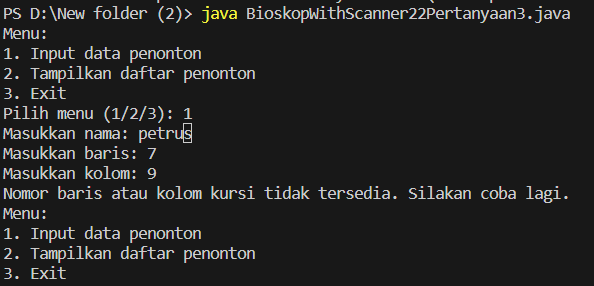 PS D:\New folder (2)> java BioskopWithScanner22Pertanyaan3.java
Menu:
1. Input data penonton
2. Tampilkan daftar penonton
3. Exit
Pilih menu (1/2/3): 1
Masukkan nama: petrus
Masukkan baris: 7
Masukkan kolom: 9
Nomor baris atau kolom kursi tidak tersedia. Silakan coba lagi.
Menu:
1. Input data penonton
2. Tampilkan daftar penonton
3. Exit